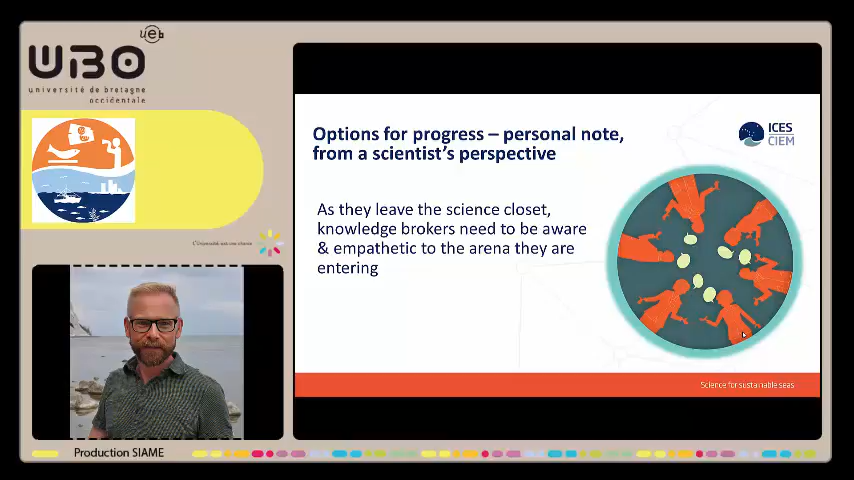 ueb
UBO
université de bretagne
occidentale
Options for progress – personal note,
from a scientist's perspective
ICES
CIEM
As they leave the science closet,
knowledge brokers need to be aware
& empathetic to the arena they are
entering
Science for sustainable seas
Production SIAME